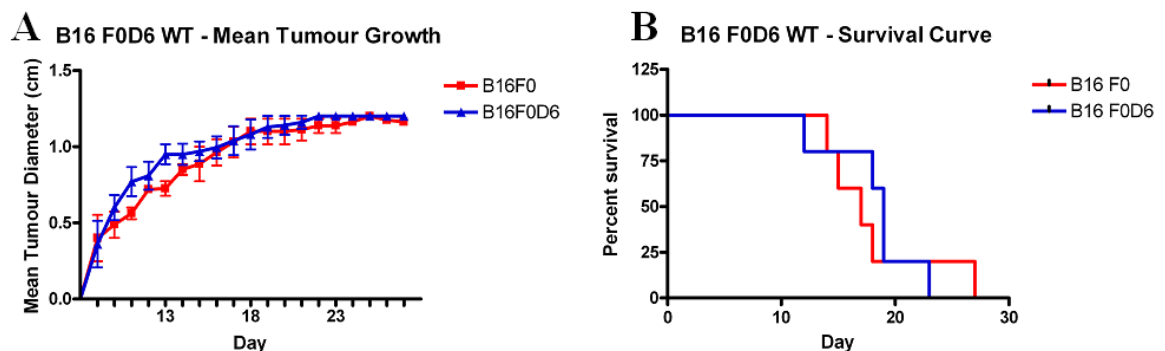 A B16 F0D6 WT - Mean Tumour Growth
Mean Tumour Diameter (cm)
1.5
1.0
0.5
0.0
13 18 23
Day
B16F0
B16F0D6
B B16 F0D6 WT - Survival Curve
Percent survival
125
100
75
50
25
0
0 10 20 30
Day
B16 F0
B16 F0D6